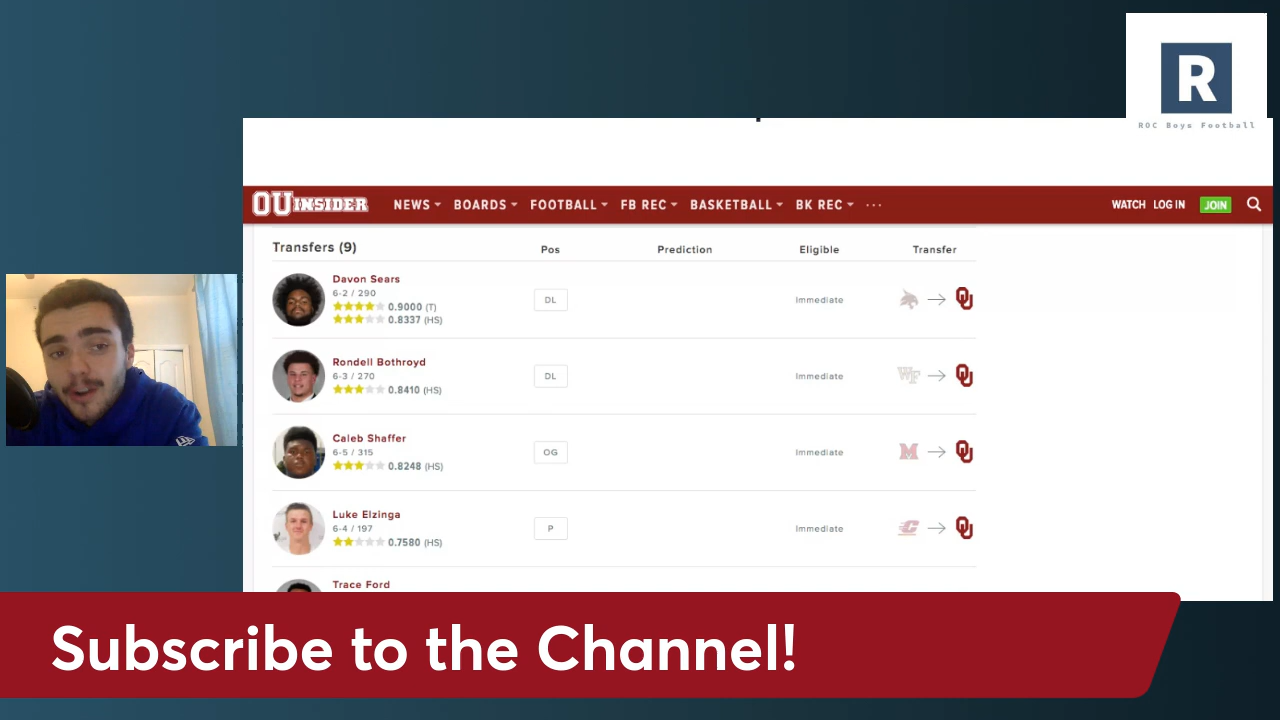 R
ROC Boys Football
OU INSIDER NEWS BOARDS FOOTBALL FB REC BASKETBALL BK REC ··· WATCH LOG IN JOIN
Transfers (9) Pos Prediction Eligible Transfer
Davon Sears
6-2 / 290
0.9000 (T)
0.8337 (HS)
DL Immediate
Rondell Bothroyd
6-3 / 270
0.8410 (HS)
DL Immediate WF
Caleb Shaffer
6-5 / 315
0.8248 (HS)
OG Immediate M
Luke Elzinga
6-4 / 197
0.7580 (HS)
P Immediate C
Trace Ford
Subscribe to the Channel!